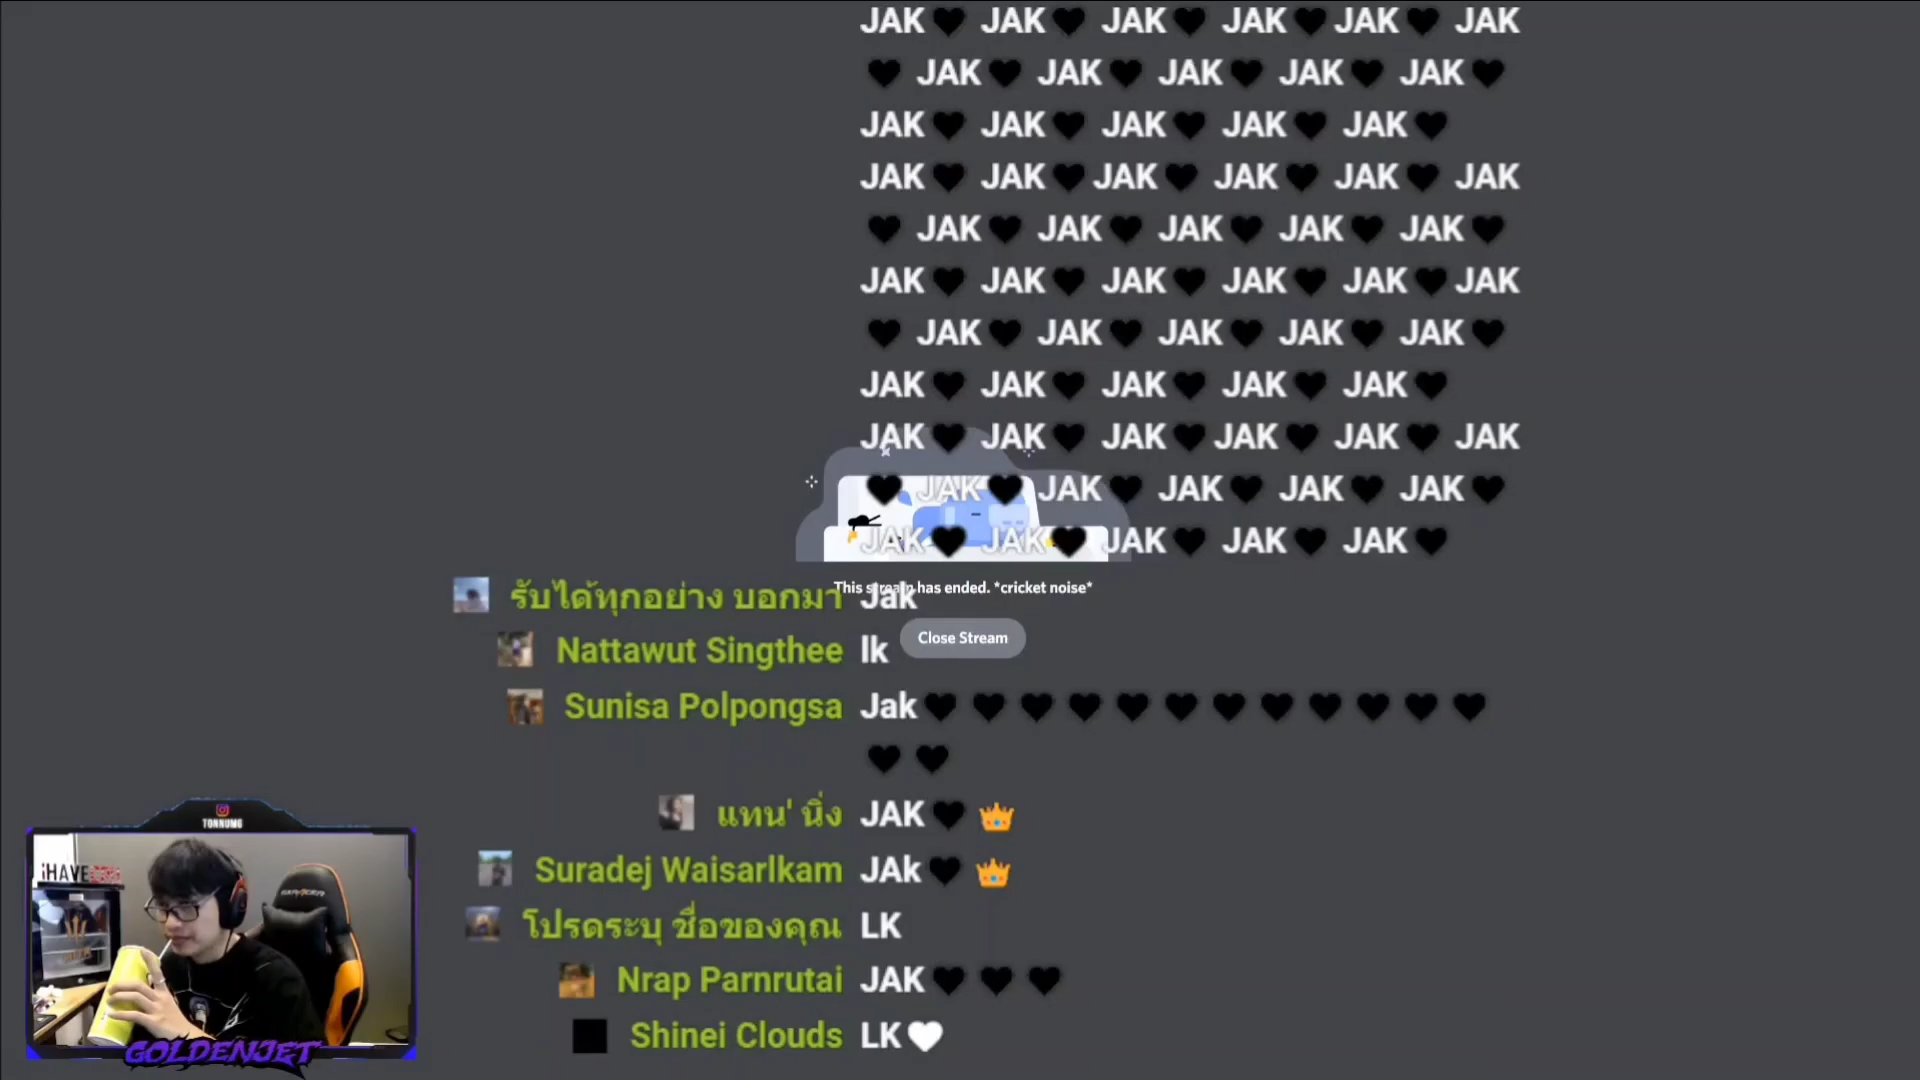 JAK🖤 JAK🖤 JAK🖤 JAK🖤JAK🖤 JAK
🖤 JAK🖤 JAK🖤 JAK🖤 JAK🖤 JAK🖤
JAK🖤 JAK🖤 JAK🖤 JAK🖤 JAK🖤
JAK🖤 JAK🖤JAK🖤 JAK🖤 JAK🖤 JAK
🖤 JAK🖤 JAK🖤 JAK🖤 JAK🖤 JAK🖤
JAK🖤 JAK🖤 JAK🖤 JAK🖤 JAK🖤JAK
🖤 JAK🖤 JAK🖤 JAK🖤 JAK🖤 JAK🖤
JAK🖤 JAK🖤 JAK🖤 JAK🖤 JAK🖤
JAK🖤 JAK🖤 JAK🖤JAK🖤 JAK🖤 JAK
🖤 JAK🖤 JAK🖤 JAK🖤 JAK🖤 JAK🖤
JAK🖤 JAK🖤 JAK🖤 JAK🖤 JAK🖤
This stream has ended. *cricket noise*
รับได้ทุกอย่าง บอกมา Jak
Close Stream
Nattawut Singthee lk
Sunisa Polpongsa Jak🖤🖤🖤🖤🖤🖤🖤🖤🖤🖤🖤🖤
🖤🖤
แทน' นิ่ง JAK🖤👑
Suradej Waisarlkam JAk🖤👑
โปรดระบุ ชื่อของคุณ LK
Nrap Parnrutai JAK🖤🖤🖤
Shinei Clouds LK🤍
TONNUMG
iHAVE
GOLDENJET